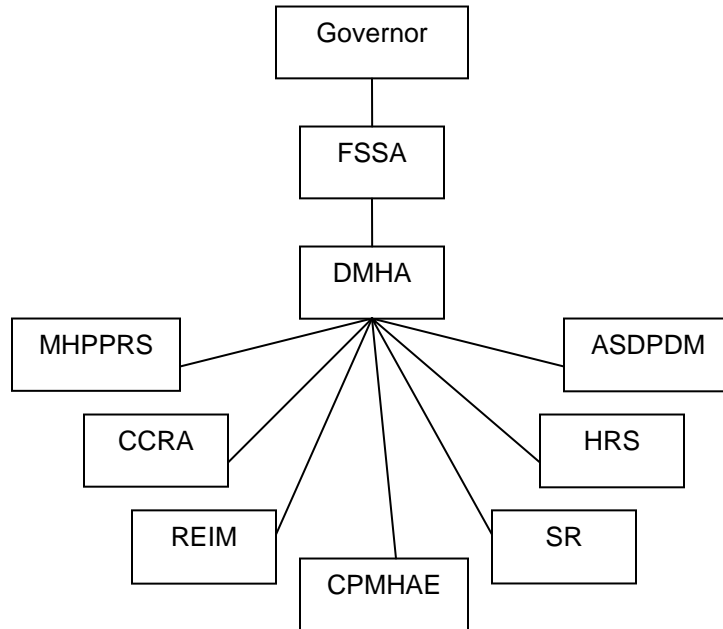 Governor
FSSA
DMHA
MHPPRS
ASDPDM
CCRA
HRS
REIM
SR
CPMHAE